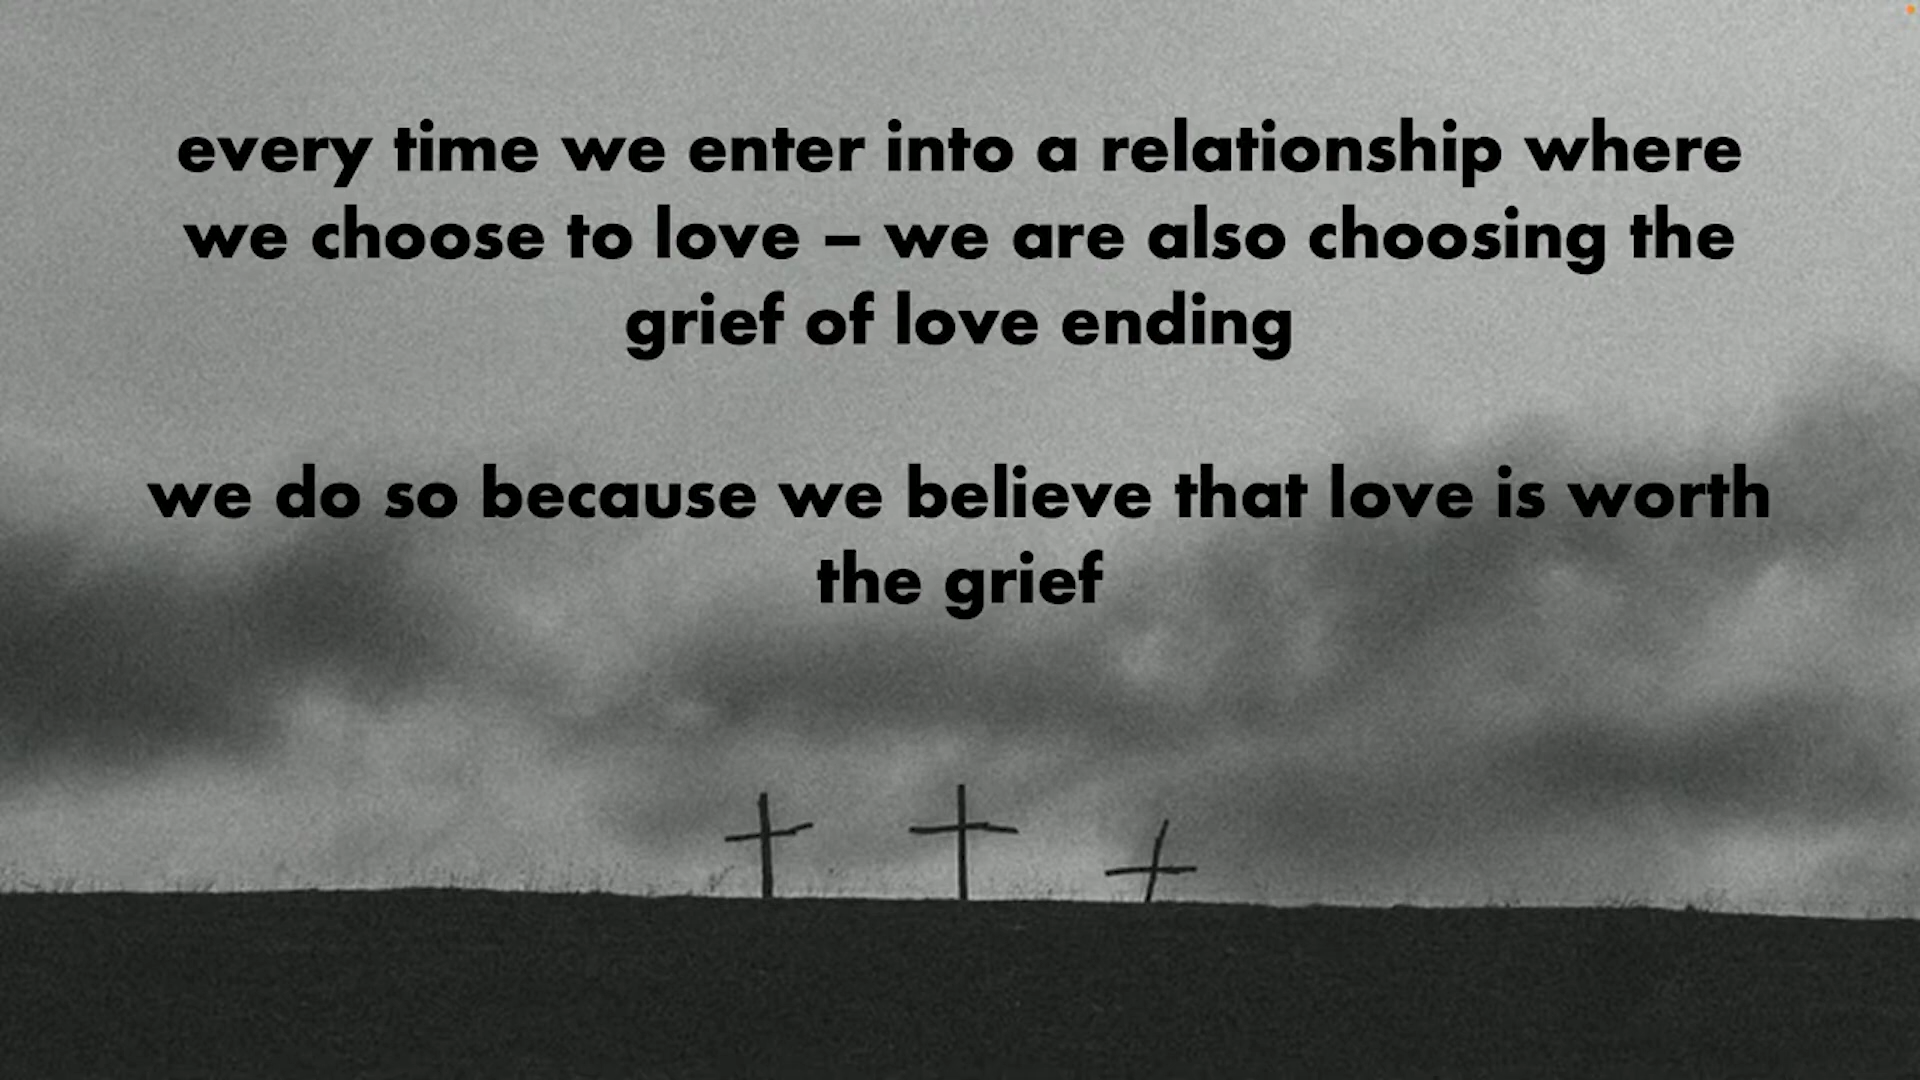 every time we enter into a relationship where
we choose to love – we are also choosing the
grief of love ending
we do so because we believe that love is worth
the grief